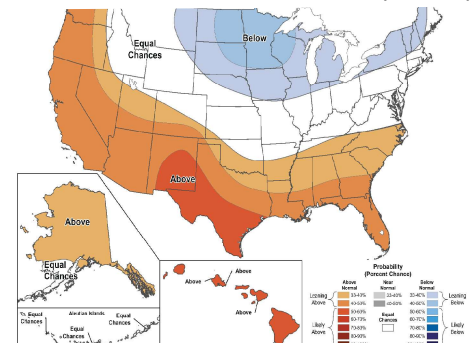 Equal
Chances
Below
Above
Above
Equal
Chances
Equal
Chances
Aleutian Islands
Equal
Chances
Equal
Chances
Above
Above
Above
Probability
(Percent Chance)
Above
Normal
Near
Normal
Below
Normal
Leaning
Above
33-40%
40-50%
33-40%
40-50%
33-40%
40-50%
Leaning
Below
Likely
Above
50-60%
60-70%
70-80%
80-90%
Equal
Chances
50-60%
60-70%
70-80%
80-90%
Likely
Below